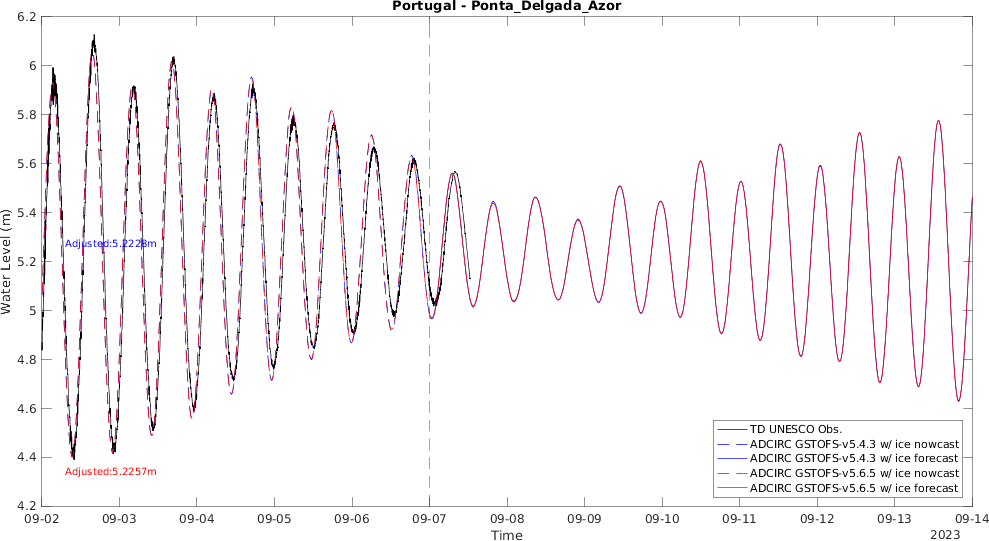 Portugal - Ponta_Delgada_Azor
6.2
6
5.8
5.6
5.4
5.2
5
4.8
4.6
4.4
4.2
Water Level (m)
Adjusted:5.2228m
Adjusted:5.2257m
TD UNESCO Obs.
ADCIRC GSTOFS-v5.4.3 w/ ice nowcast
ADCIRC GSTOFS-v5.4.3 w/ ice forecast
ADCIRC GSTOFS-v5.6.5 w/ ice nowcast
ADCIRC GSTOFS-v5.6.5 w/ ice forecast
09-02 09-03 09-04 09-05 09-06 09-07 09-08 09-09 09-10 09-11 09-12 09-13 09-14
Time
2023